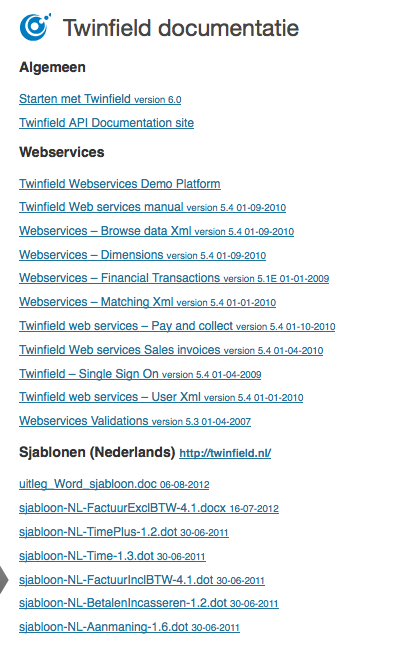 Twinfield documentatie
Algemeen
Starten met Twinfield version 6.0
Twinfield API Documentation site
Webservices
Twinfield Webservices Demo Platform
Twinfield Web services manual version 5.4 01-09-2010
Webservices – Browse data Xml version 5.4 01-09-2010
Webservices – Dimensions version 5.4 01-09-2010
Webservices – Financial Transactions version 5.1E 01-01-2009
Webservices – Matching Xml version 5.4 01-01-2010
Twinfield web services – Pay and collect version 5.4 01-10-2010
Twinfield Web services Sales invoices version 5.4 01-04-2010
Twinfield – Single Sign On version 5.4 01-04-2009
Twinfield web services – User Xml version 5.4 01-01-2010
Webservices Validations version 5.3 01-04-2007
Sjablonen (Nederlands) http://twinfield.nl/
uitleg_Word_sjabloon.doc 06-08-2012
sjabloon-NL-FactuurExclBTW-4.1.docx 16-07-2012
sjabloon-NL-TimePlus-1.2.dot 30-06-2011
sjabloon-NL-Time-1.3.dot 30-06-2011
sjabloon-NL-FactuurInclBTW-4.1.dot 30-06-2011
sjabloon-NL-BetalenIncasseren-1.2.dot 30-06-2011
sjabloon-NL-Aanmaning-1.6.dot 30-06-2011